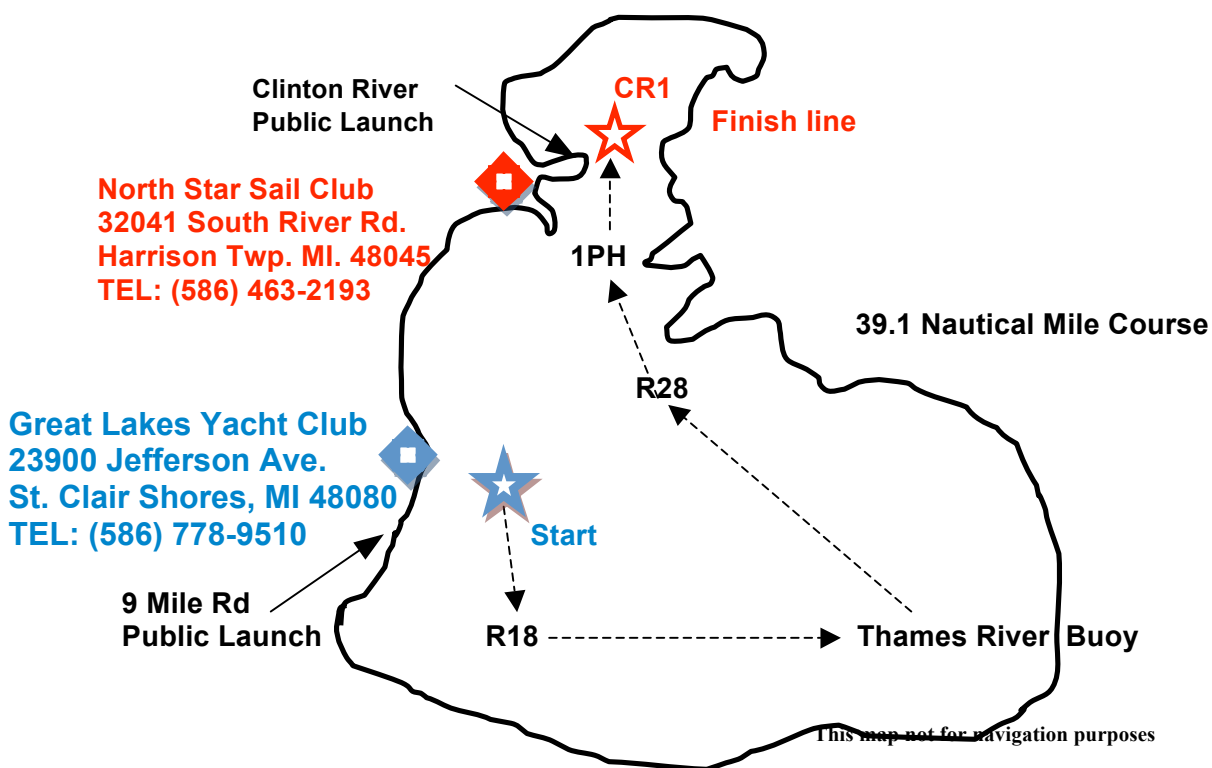 Clinton River
Public Launch
CR1
Finish line
North Star Sail Club
32041 South River Rd.
Harrison Twp. MI. 48045
TEL: (586) 463-2193
1PH
39.1 Nautical Mile Course
R28
Great Lakes Yacht Club
23900 Jefferson Ave.
St. Clair Shores, MI 48080
TEL: (586) 778-9510
Start
9 Mile Rd
Public Launch
R18
Thames River Buoy
This map not for navigation purposes